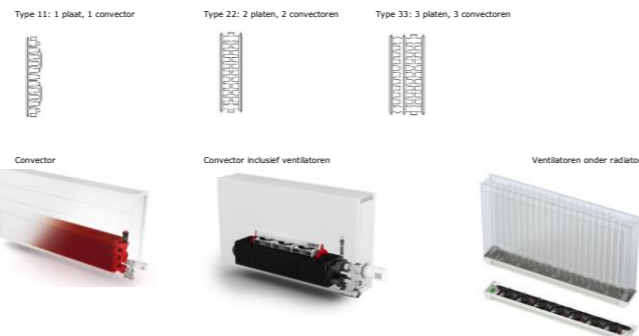 Type 11: 1 plaat, 1 convector
Type 22: 2 platen, 2 convectoren
Type 33: 3 platen, 3 convectoren
Convector
Convector inclusief ventilatoren
Ventilatoren onder radiato